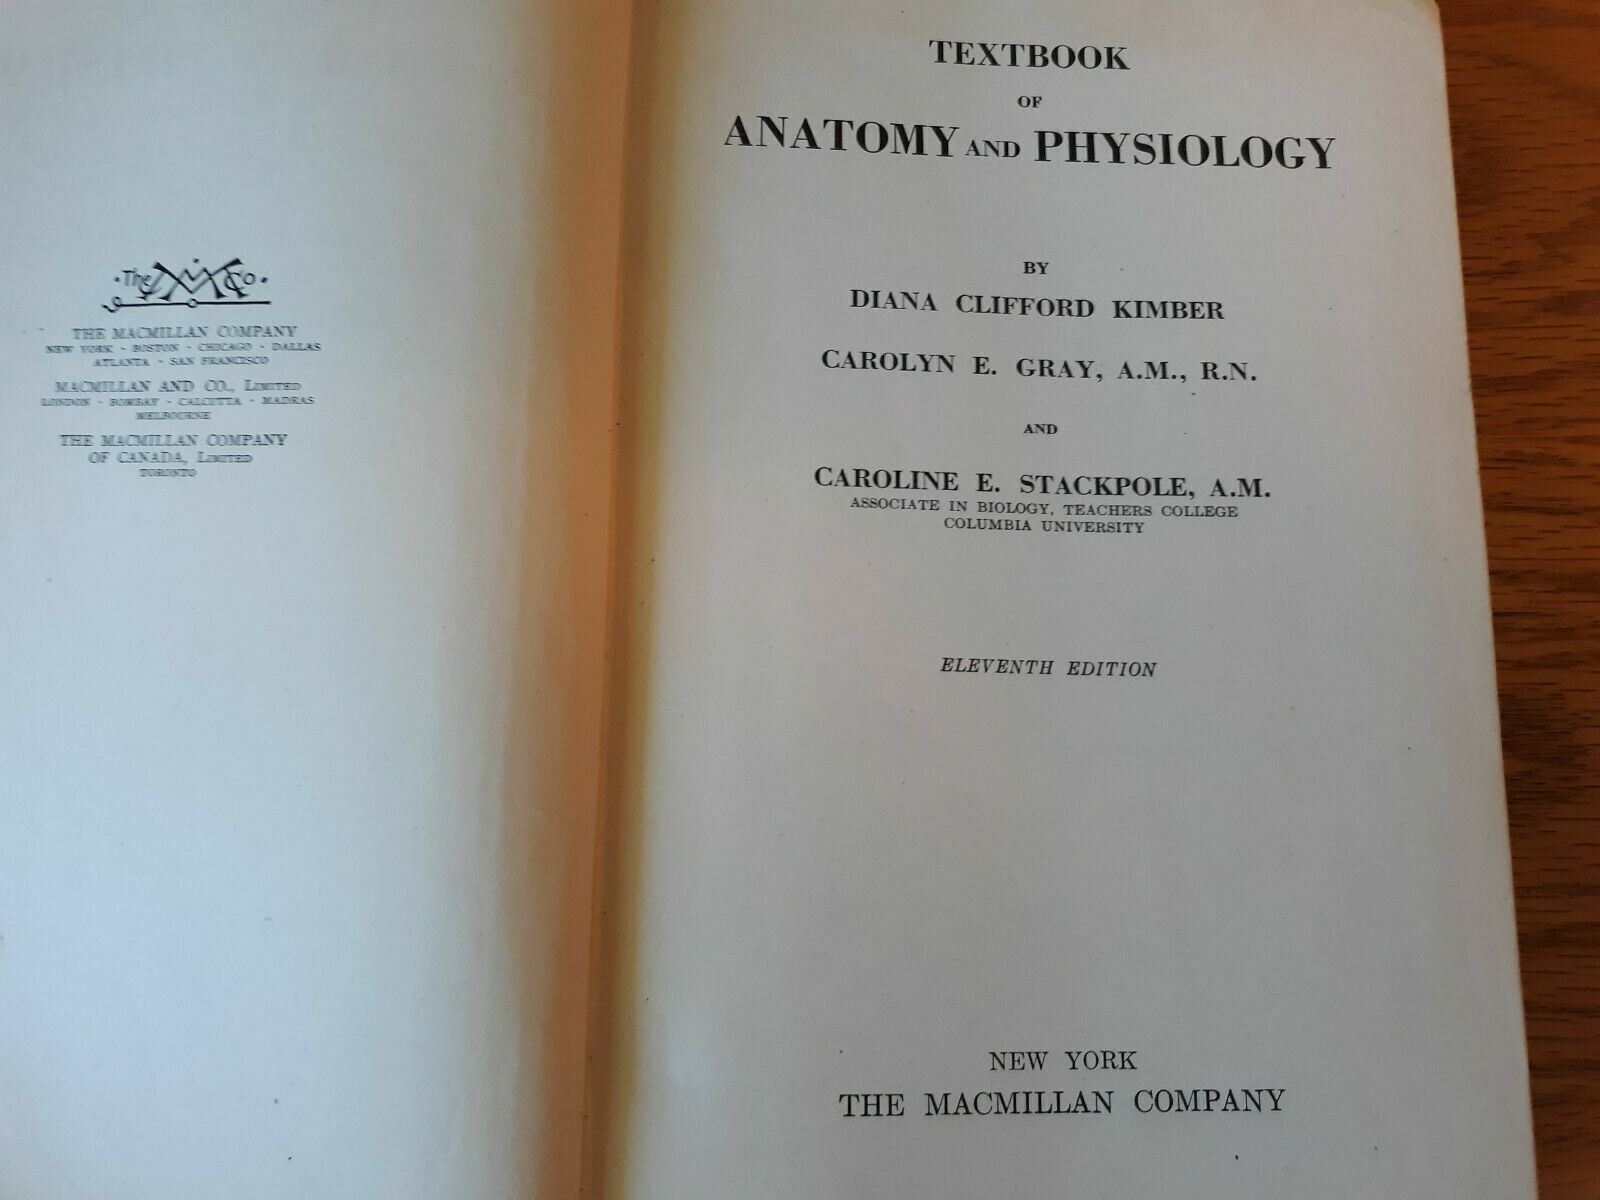 ·The MM Co·
THE MACMILLAN COMPANY
NEW YORK · BOSTON · CHICAGO · DALLAS
ATLANTA · SAN FRANCISCO
MACMILLAN AND CO., LIMITED
LONDON · BOMBAY · CALCUTTA · MADRAS
MELBOURNE
THE MACMILLAN COMPANY
OF CANADA, LIMITED
TORONTO
TEXTBOOK
OF
ANATOMY AND PHYSIOLOGY
BY
DIANA CLIFFORD KIMBER
CAROLYN E. GRAY, A.M., R.N.
AND
CAROLINE E. STACKPOLE, A.M.
ASSOCIATE IN BIOLOGY, TEACHERS COLLEGE
COLUMBIA UNIVERSITY
ELEVENTH EDITION
NEW YORK
THE MACMILLAN COMPANY